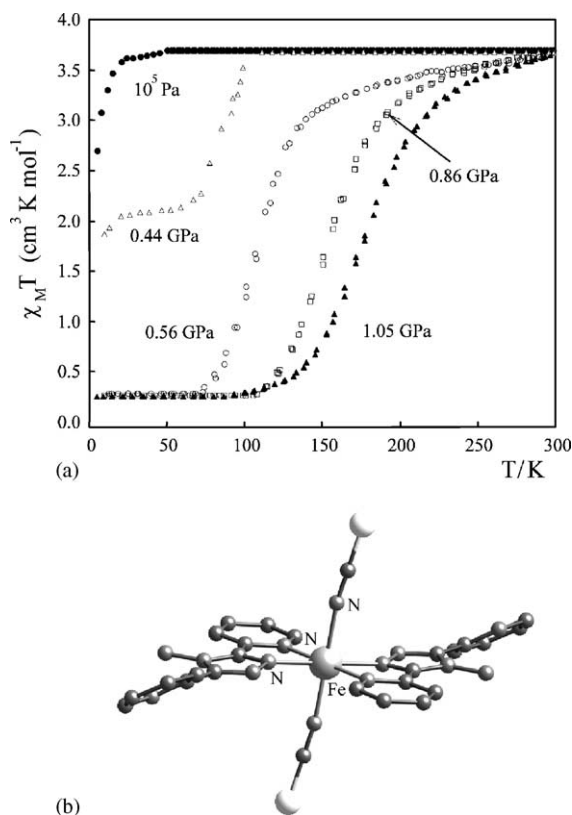 4.0
3.5
3.0
2.5
2.0
1.5
1.0
0.5
0.0
χMT (cm³ K mol⁻¹)
10⁵ Pa
0.44 GPa
0.56 GPa
0.86 GPa
1.05 GPa
0 50 100 150 200 250 300
(a) T/K
N
N
N
Fe
(b)